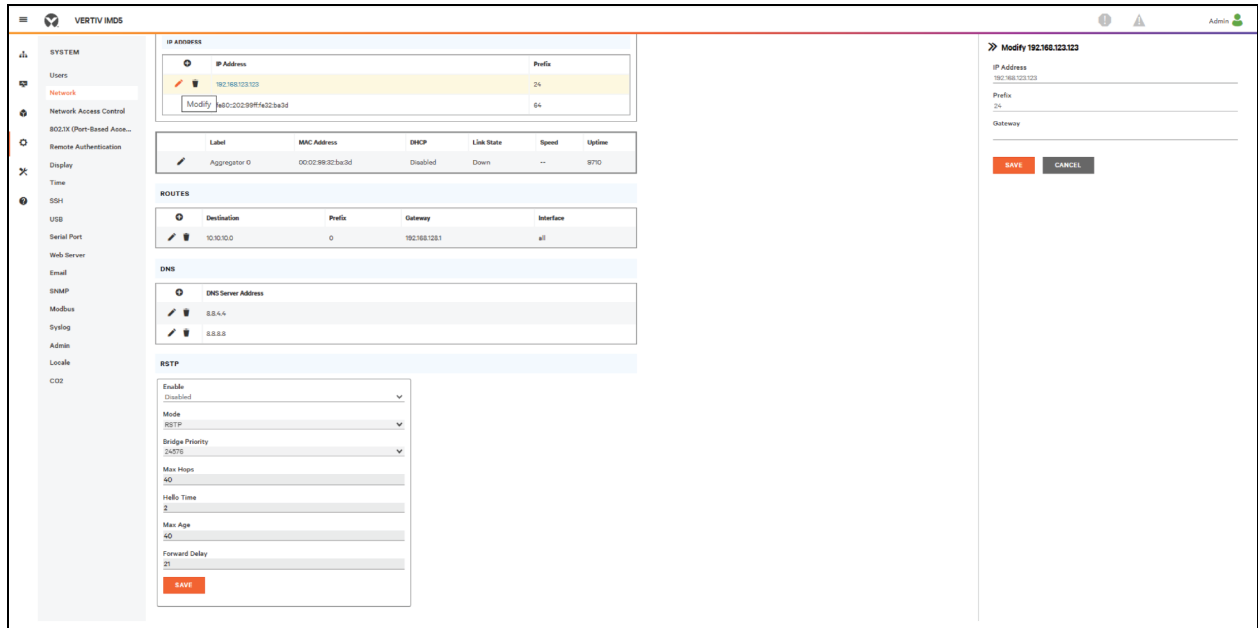 VERTIV IMD5
Admin
SYSTEM
Users
Network
Network Access Control
802.1X (Port-Based Acce...
Remote Authentication
Display
Time
SSH
USB
Serial Port
Web Server
Email
SNMP
Modbus
Syslog
Admin
Locale
CO2
IP ADDRESS
IP Address Prefix
192.168.123.123 24
Modify fe80::202:99ff:fe32:ba3d 64
Label MAC Address DHCP Link State Speed Uptime
Aggregator 0 00:02:99:32:ba:3d Disabled Down -- 9710
ROUTES
Destination Prefix Gateway Interface
10.10.10.0 0 192.168.123.1 all
DNS
DNS Server Address
8.8.4.4
8.8.8.8
RSTP
Enable
Disabled
Mode
RSTP
Bridge Priority
24576
Max Hops
40
Hello Time
2
Max Age
40
Forward Delay
21
SAVE
Modify 192.168.123.123
IP Address
192.168.123.123
Prefix
24
Gateway
SAVE CANCEL